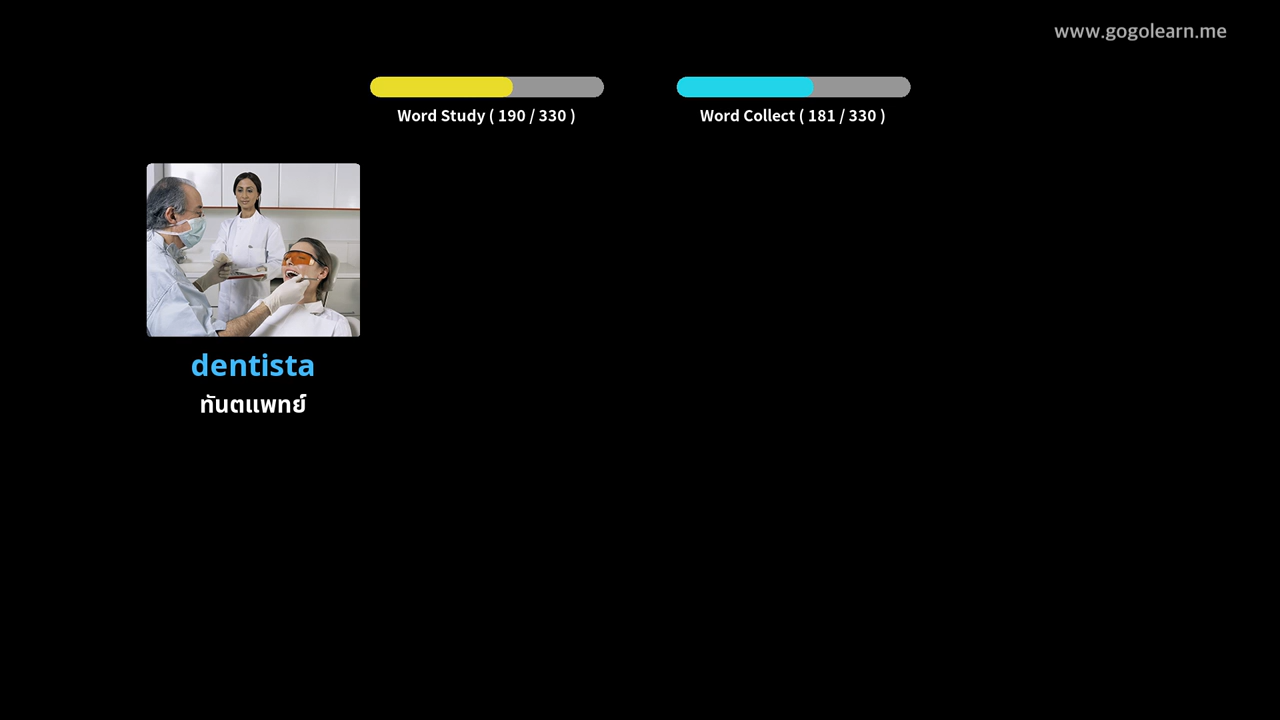 www.gogolearn.me
Word Study ( 190 / 330 )
Word Collect ( 181 / 330 )
dentista
ทันตแพทย์